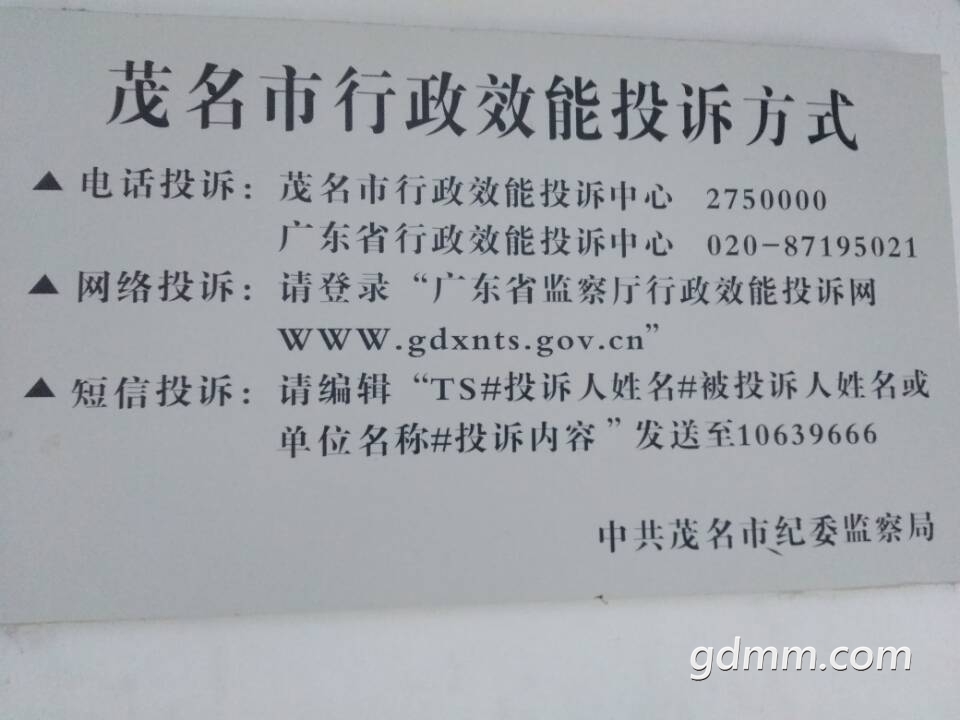 茂名市行政效能投诉方式
▲ 电话投诉：茂名市行政效能投诉中心 2750000
广东省行政效能投诉中心 020-87195021
▲ 网络投诉：请登录“广东省监察厅行政效能投诉网
WWW.gdxnts.gov.cn”
▲ 短信投诉：请编辑“TS#投诉人姓名#被投诉人姓名或
单位名称#投诉内容”发送至10639666
中共茂名市纪委监察局
gdmm.com